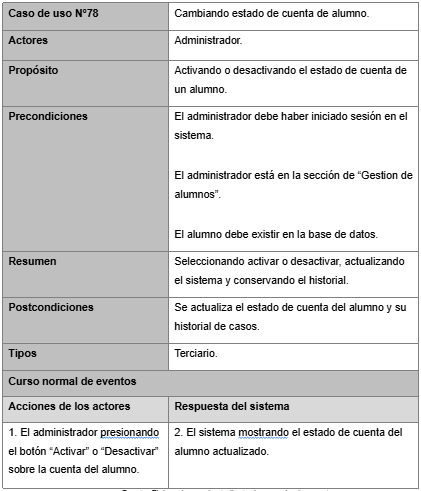 Caso de uso Nº78
Cambiando estado de cuenta de alumno.
Actores
Administrador.
Propósito
Activando o desactivando el estado de cuenta de
un alumno.
Precondiciones
El administrador debe haber iniciado sesión en el
sistema.
El administrador está en la sección de “Gestion de
alumnos”.
El alumno debe existir en la base de datos.
Resumen
Seleccionando activar o desactivar, actualizando
el sistema y conservando el historial.
Postcondiciones
Se actualiza el estado de cuenta del alumno y su
historial de casos.
Tipos
Terciario.
Curso normal de eventos
Acciones de los actores
Respuesta del sistema
1. El administrador presionando
el botón “Activar” o “Desactivar”
sobre la cuenta del alumno.
2. El sistema mostrando el estado de cuenta del
alumno actualizado.